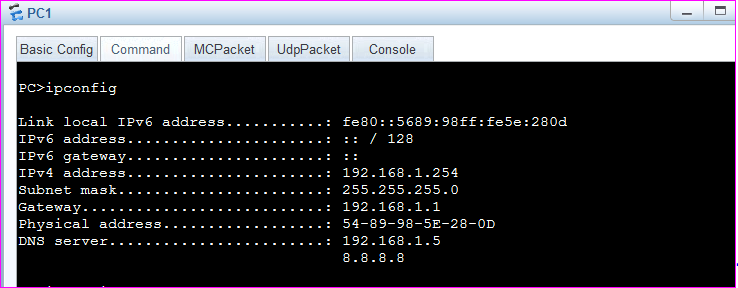 PC1
Basic Config Command MCPacket UdpPacket Console
PC>ipconfig
Link local IPv6 address...........: fe80::5689:98ff:fe5e:280d
IPv6 address......................: :: / 128
IPv6 gateway......................: ::
IPv4 address......................: 192.168.1.254
Subnet mask.......................: 255.255.255.0
Gateway...........................: 192.168.1.1
Physical address..................: 54-89-98-5E-28-0D
DNS server........................: 192.168.1.5
8.8.8.8